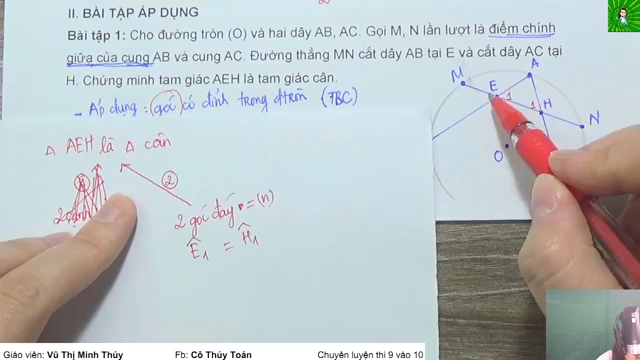 II. BÀI TẬP ÁP DỤNG
Bài tập 1: Cho đường tròn (O) và hai dây AB, AC. Gọi M, N lần lượt là điểm chính
giữa của cung AB và cung AC. Đường thẳng MN cắt dây AB tại E và cắt dây AC tại
H. Chứng minh tam giác AEH là tam giác cân.
- Áp dụng: góc có đỉnh trong đtròn (TBC)
M
E
A
1
1
H
N
O
Δ AEH là Δ cân
2
2 góc đáy = (n)
Ê1 = Ĥ1
Giáo viên: Vũ Thị Minh Thúy
Fb: Cô Thúy Toán
Chuyên luyện thi 9 vào 10